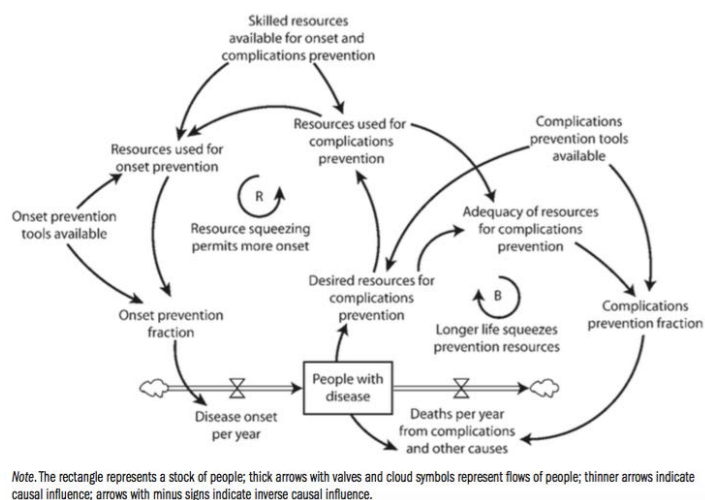 Skilled resources
available for onset and
complications prevention
Resources used for
complications
prevention
Complications
prevention tools
available
Resources used for
onset prevention
R
Resource squeezing
permits more onset
Onset prevention
tools available
Adequacy of resources
for complications
prevention
Desired resources for
complications
prevention
B
Longer life squeezes
prevention resources
Onset prevention
fraction
Complications
prevention fraction
People with
disease
Disease onset
per year
Deaths per year
from complications
and other causes
Note. The rectangle represents a stock of people; thick arrows with valves and cloud symbols represent flows of people; thinner arrows indicate
causal influence; arrows with minus signs indicate inverse causal influence.